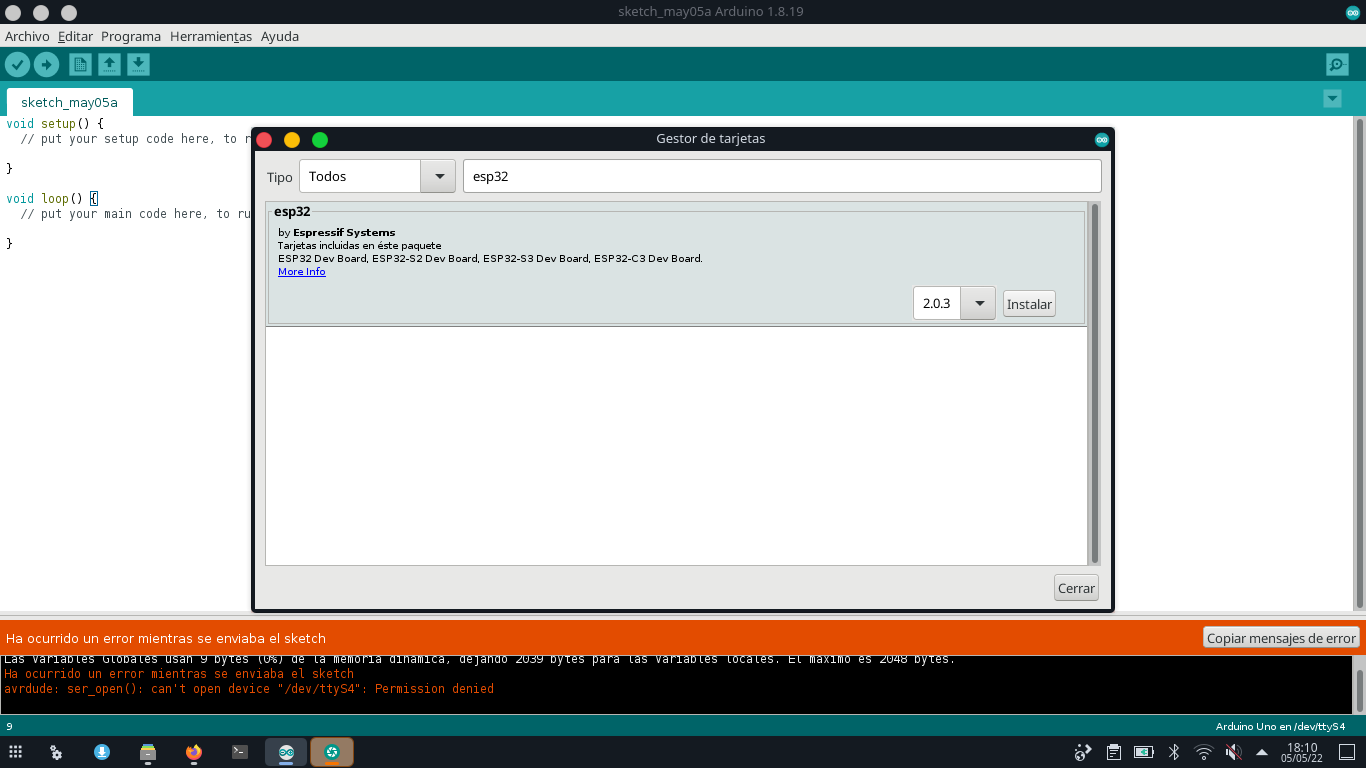 sketch_may05a Arduino 1.8.19
Archivo Editar Programa Herramientas Ayuda
sketch_may05a
void setup() {
// put your setup code here, to r
}
void loop() {
// put your main code here, to ru
}
Gestor de tarjetas
Tipo Todos esp32
esp32
by Espressif Systems
Tarjetas incluidas en éste paquete
ESP32 Dev Board, ESP32-S2 Dev Board, ESP32-S3 Dev Board, ESP32-C3 Dev Board.
More Info
2.0.3 Instalar
Cerrar
Ha ocurrido un error mientras se enviaba el sketch Copiar mensajes de error
Las variables Globales usan 9 bytes (0%) de la memoria dinámica, dejando 2039 bytes para las variables locales. El máximo es 2048 bytes.
Ha ocurrido un error mientras se enviaba el sketch
avrdude: ser_open(): can't open device "/dev/ttyS4": Permission denied
9 Arduino Uno en /dev/ttyS4
18:10
05/05/22